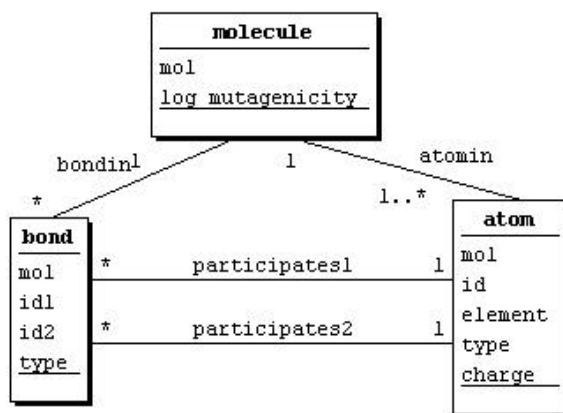 molecule
mol
log mutagenicity
bondin
1
1
atomin
*
1..*
bond
mol
id1
id2
type
*
participates1
1
*
participates2
1
atom
mol
id
element
type
charge